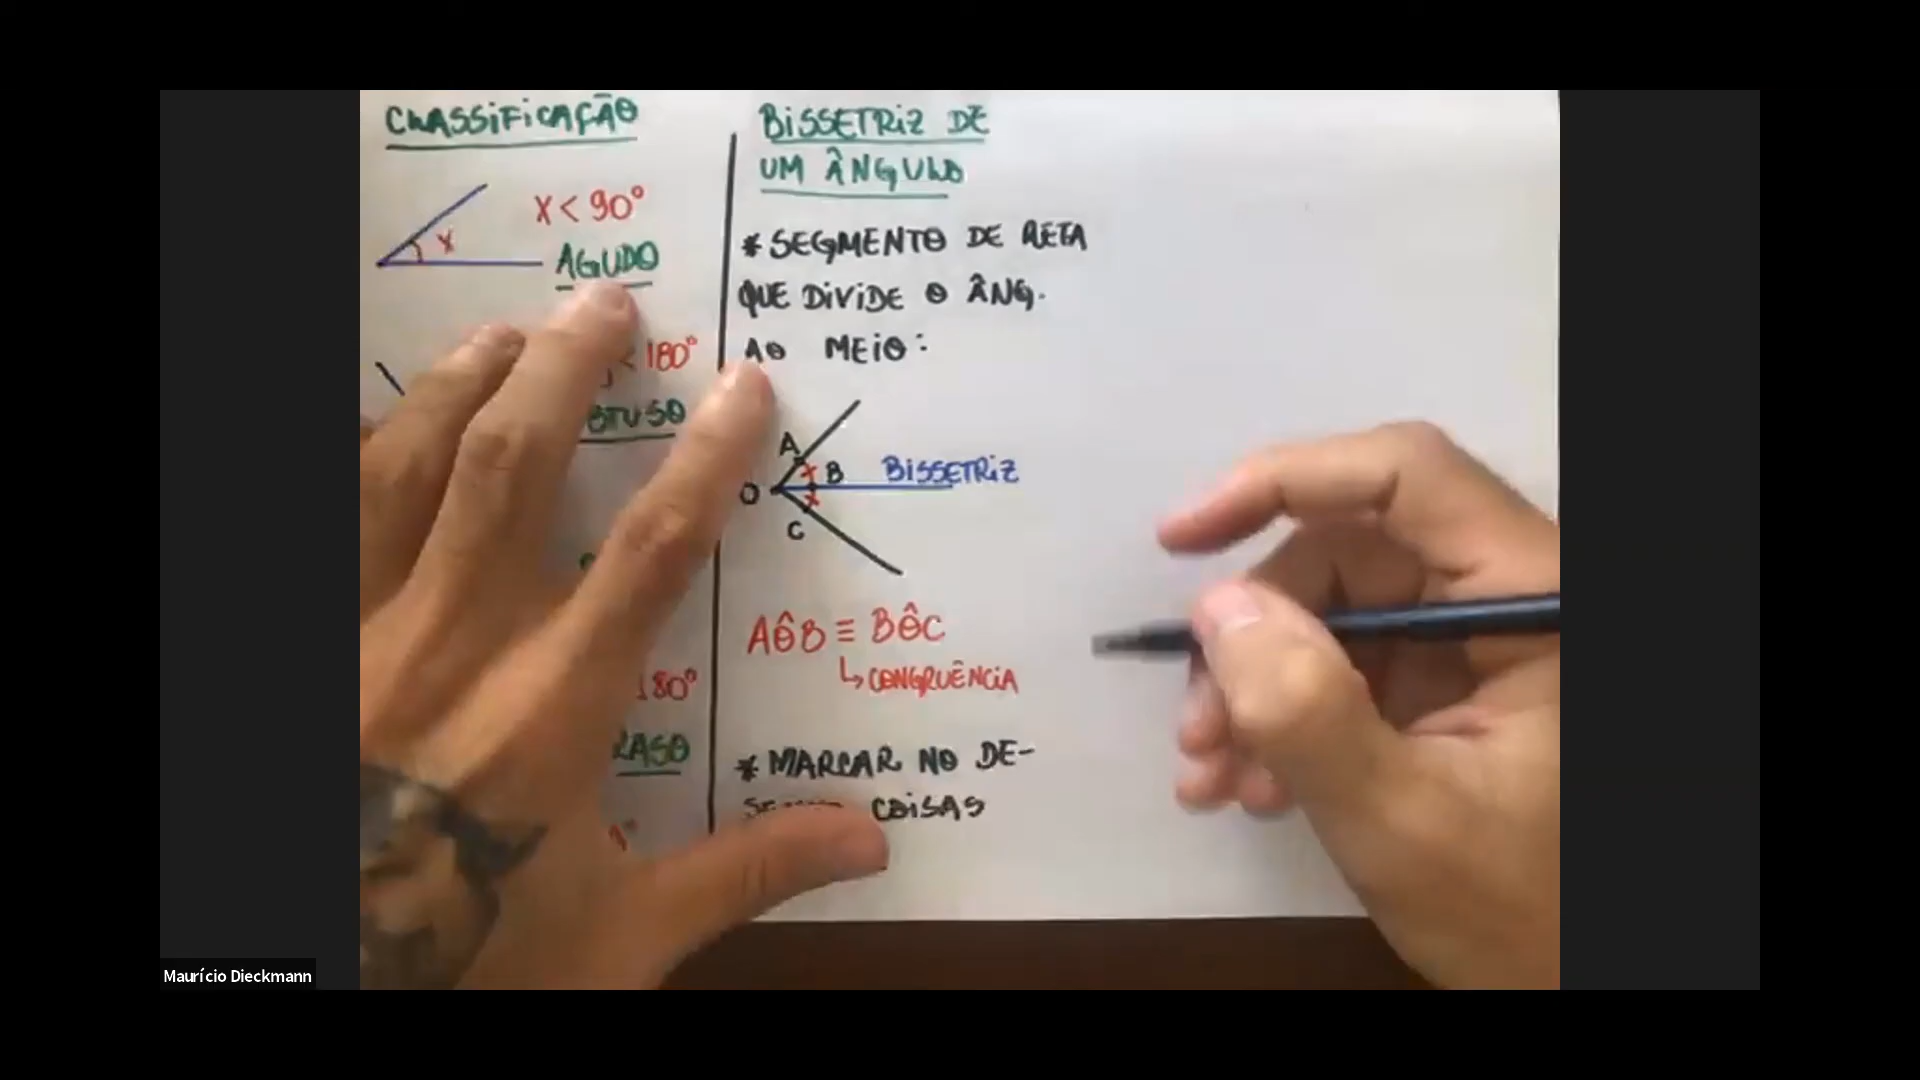 CLASSIFICAÇÃO
X < 90°
X
AGUDO
< 180°
BTUSO
180°
RASO
BISSETRIZ DE
UM ÂNGULO
* SEGMENTO DE RETA
QUE DIVIDE O ÂNG.
AO MEIO:
A
B
BISSETRIZ
O
C
AÔB ≡ BÔC
↳ CONGRUÊNCIA
* MARCAR NO DE-
COISAS
Maurício Dieckmann